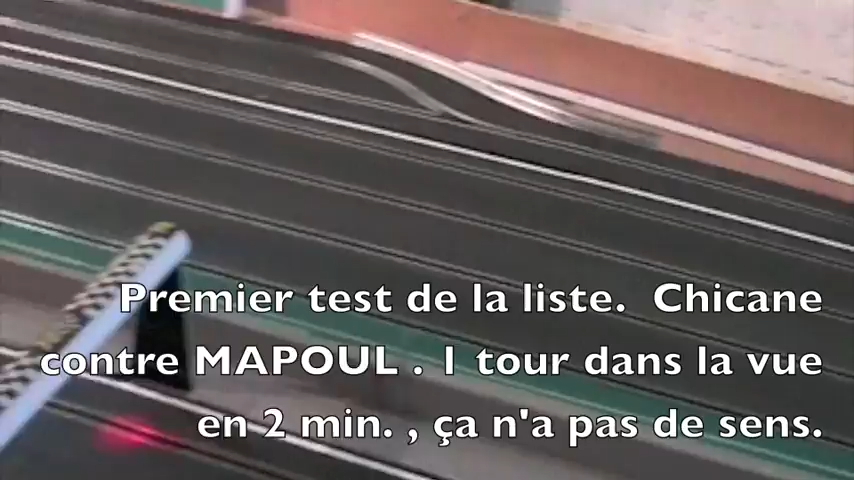 Premier test de la liste.  Chicane
contre MAPOUL . 1 tour dans la vue
en 2 min. , ça n'a pas de sens.